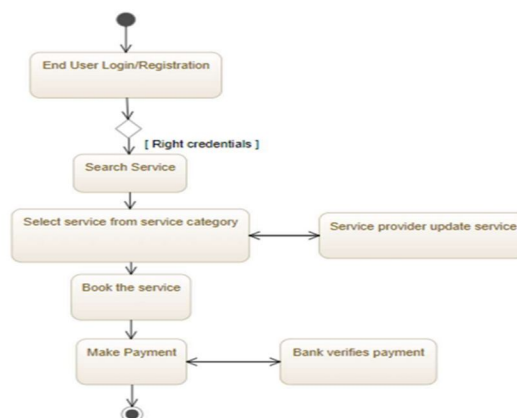 End User Login/Registration
[ Right credentials ]
Search Service
Select service from service category
Service provider update service
Book the service
Make Payment
Bank verifies payment